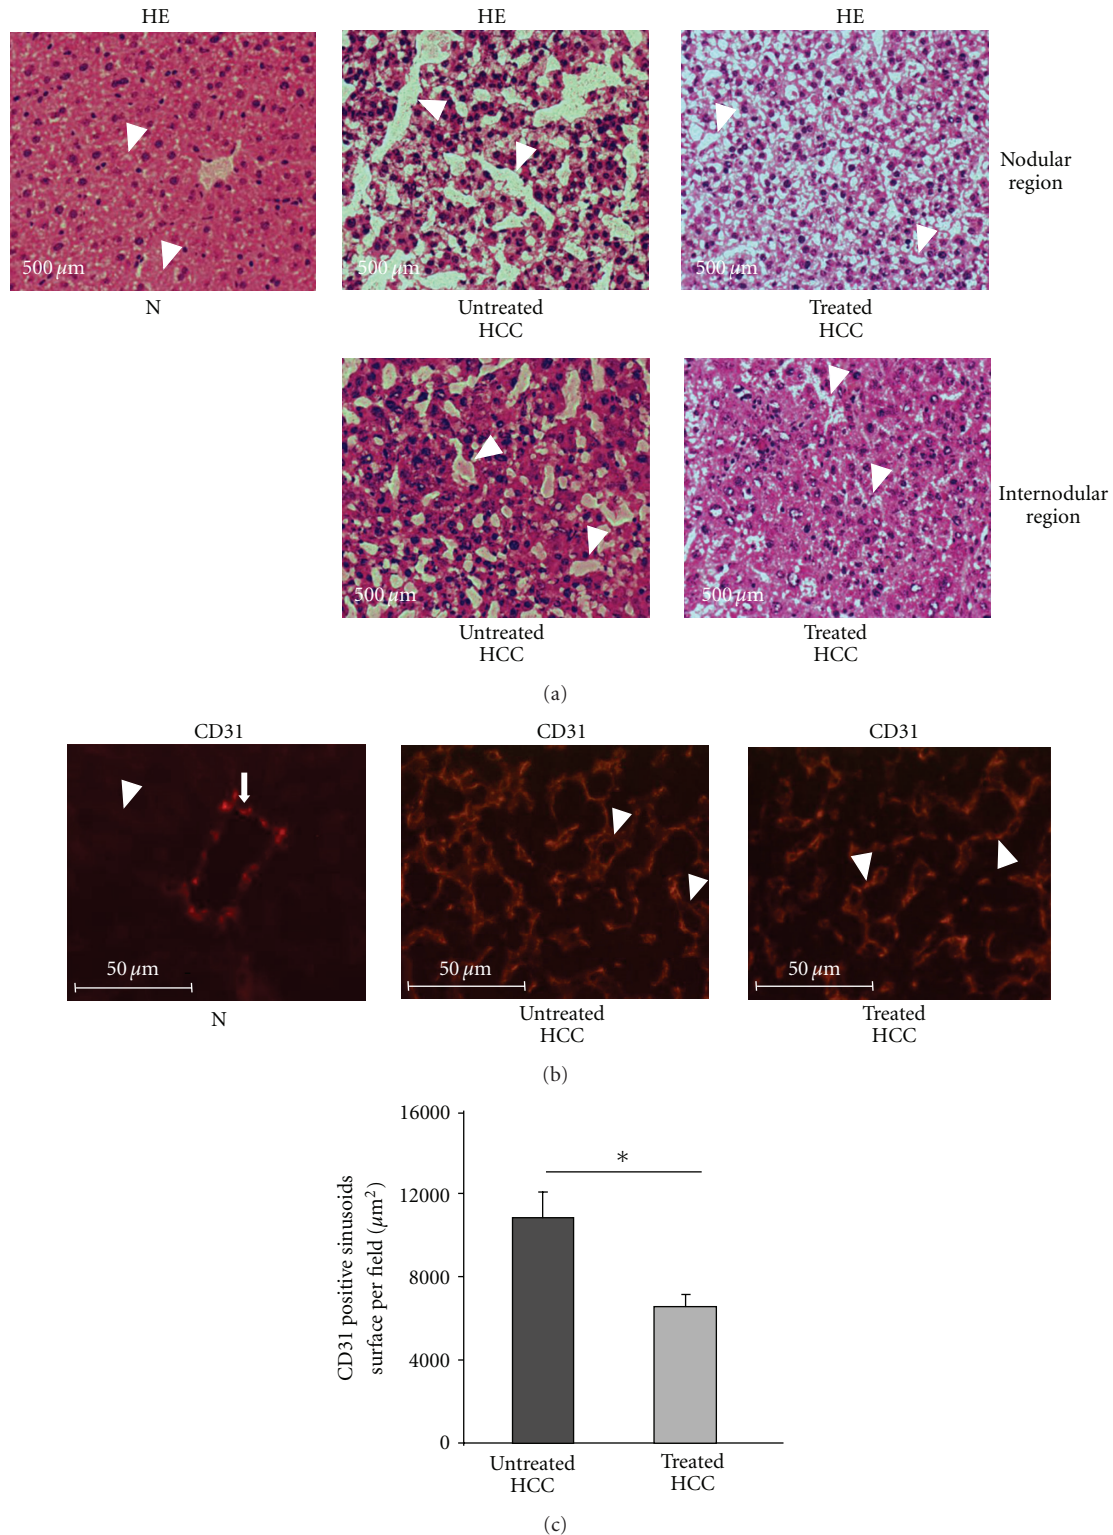 HE
HE
HE
500 μm
500 μm
500 μm
Nodular
region
N
Untreated
HCC
Treated
HCC
500 μm
500 μm
Internodular
region
Untreated
HCC
Treated
HCC
(a)
CD31
CD31
CD31
50 μm
50 μm
50 μm
N
Untreated
HCC
Treated
HCC
(b)
CD31 positive sinusoids
surface per field (μm²)
16000
12000
8000
4000
0
*
Untreated
HCC
Treated
HCC
(c)